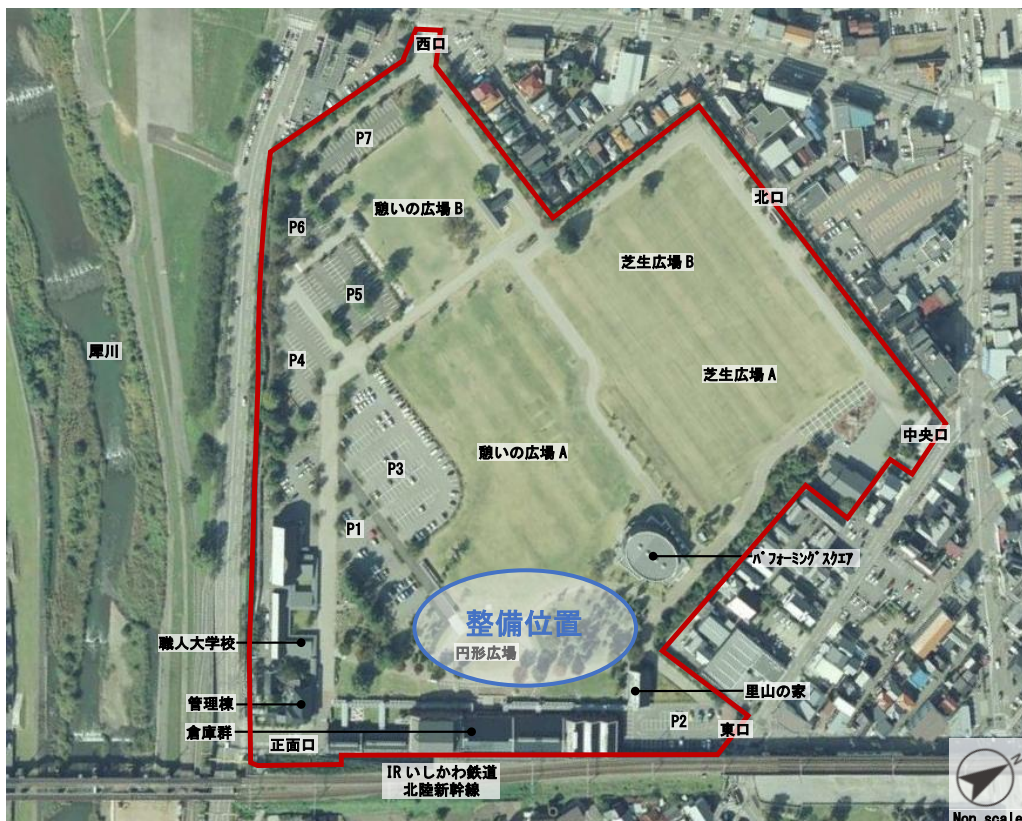 西口
P7
北口
憩いの広場 B
P6
芝生広場 B
P5
犀川
P4
芝生広場 A
中央口
憩いの広場 A
P3
P1
ﾊﾟﾌｫｰﾐﾝｸﾞｽｸｴｱ
整備位置
職人大学校
円形広場
里山の家
管理棟
P2
東口
倉庫群
正面口
IR いしかわ鉄道
北陸新幹線
N
Non scale